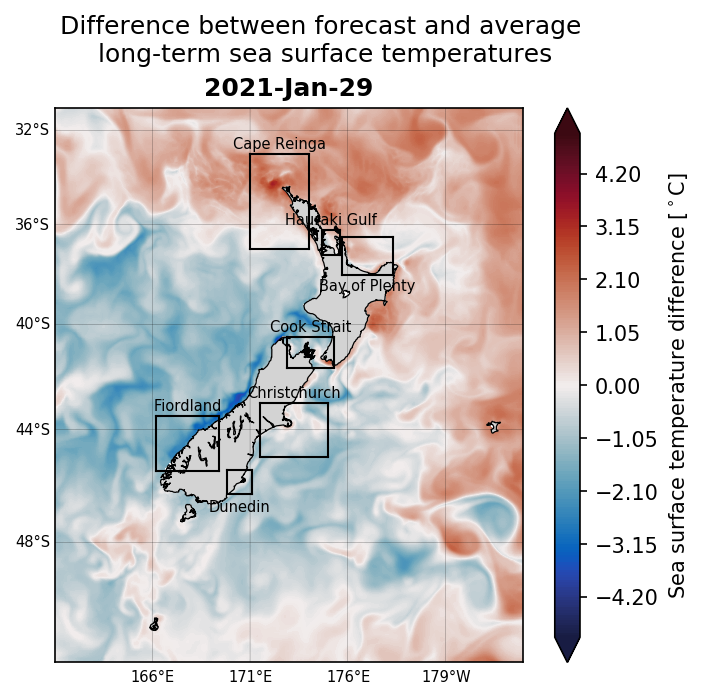 Difference between forecast and average
long-term sea surface temperatures
2021-Jan-29
32°S
36°S
40°S
44°S
48°S
Cape Reinga
Hauraki Gulf
Bay of Plenty
Cook Strait
Christchurch
Fiordland
Dunedin
166°E 171°E 176°E 179°W
4.20
3.15
2.10
1.05
0.00
−1.05
−2.10
−3.15
−4.20
Sea surface temperature difference [°C]